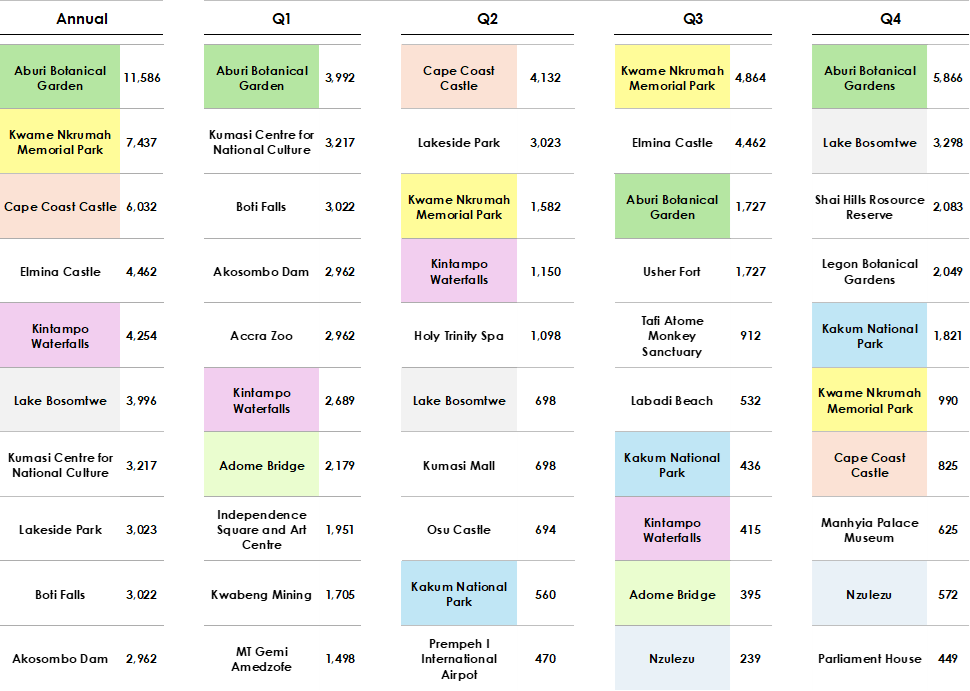 Annual Q1 Q2 Q3 Q4
Aburi Botanical
Garden 11,586 Aburi Botanical
Garden 3,992 Cape Coast
Castle 4,132 Kwame Nkrumah
Memorial Park 4,864 Aburi Botanical
Gardens 5,866
Kwame Nkrumah
Memorial Park 7,437 Kumasi Centre for
National Culture 3,217 Lakeside Park 3,023 Elmina Castle 4,462 Lake Bosomtwe 3,298
Cape Coast Castle 6,032 Boti Falls 3,022 Kwame Nkrumah
Memorial Park 1,582 Aburi Botanical
Garden 1,727 Shai Hills Rosource
Reserve 2,083
Elmina Castle 4,462 Akosombo Dam 2,962 Kintampo
Waterfalls 1,150 Usher Fort 1,727 Legon Botanical
Gardens 2,049
Kintampo
Waterfalls 4,254 Accra Zoo 2,962 Holy Trinity Spa 1,098 Tafi Atome
Monkey
Sanctuary 912 Kakum National
Park 1,821
Lake Bosomtwe 3,996 Kintampo
Waterfalls 2,689 Lake Bosomtwe 698 Labadi Beach 532 Kwame Nkrumah
Memorial Park 990
Kumasi Centre for
National Culture 3,217 Adome Bridge 2,179 Kumasi Mall 698 Kakum National
Park 436 Cape Coast
Castle 825
Lakeside Park 3,023 Independence
Square and Art
Centre 1,951 Osu Castle 694 Kintampo
Waterfalls 415 Manhyia Palace
Museum 625
Boti Falls 3,022 Kwabeng Mining 1,705 Kakum National
Park 560 Adome Bridge 395 Nzulezu 572
Akosombo Dam 2,962 MT Gemi
Amedzofe 1,498 Prempeh I
International
Airpot 470 Nzulezu 239 Parliament House 449